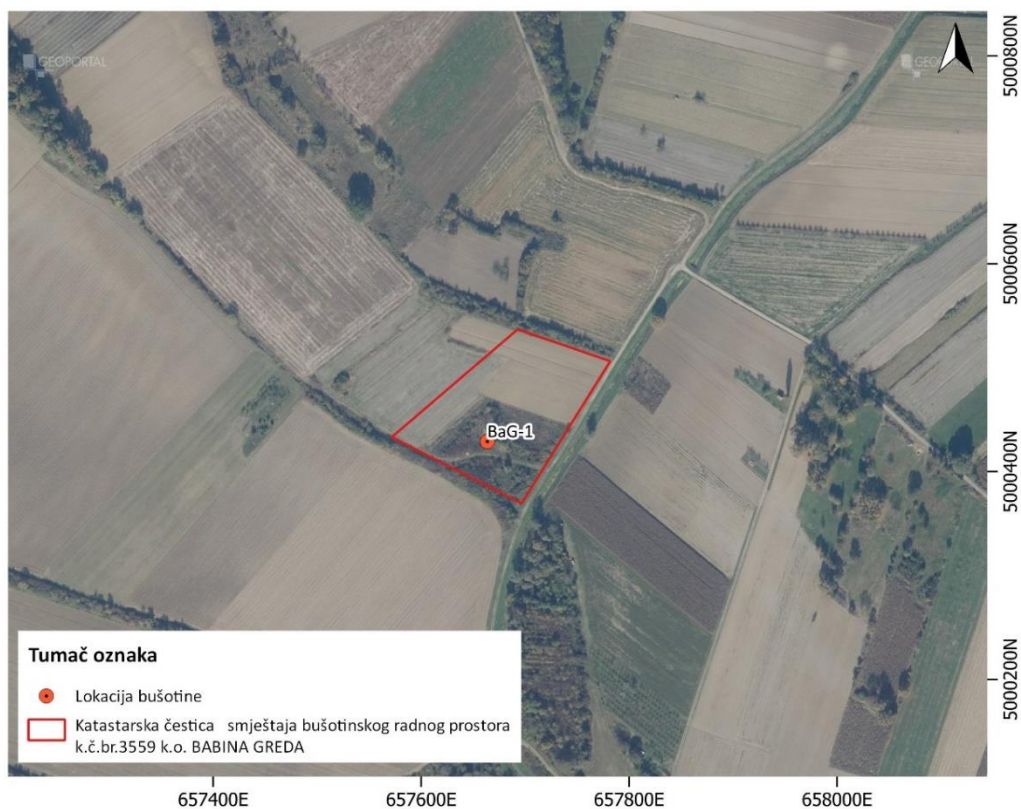 GEOPORTAL
GEOPORTAL
5000800N
5000600N
BaG-1
5000400N
5000200N
Tumač oznaka
Lokacija bušotine
Katastarska čestica smještaja bušotinskog radnog prostora
k.č.br.3559 k.o. BABINA GREDA
657400E
657600E
657800E
658000E